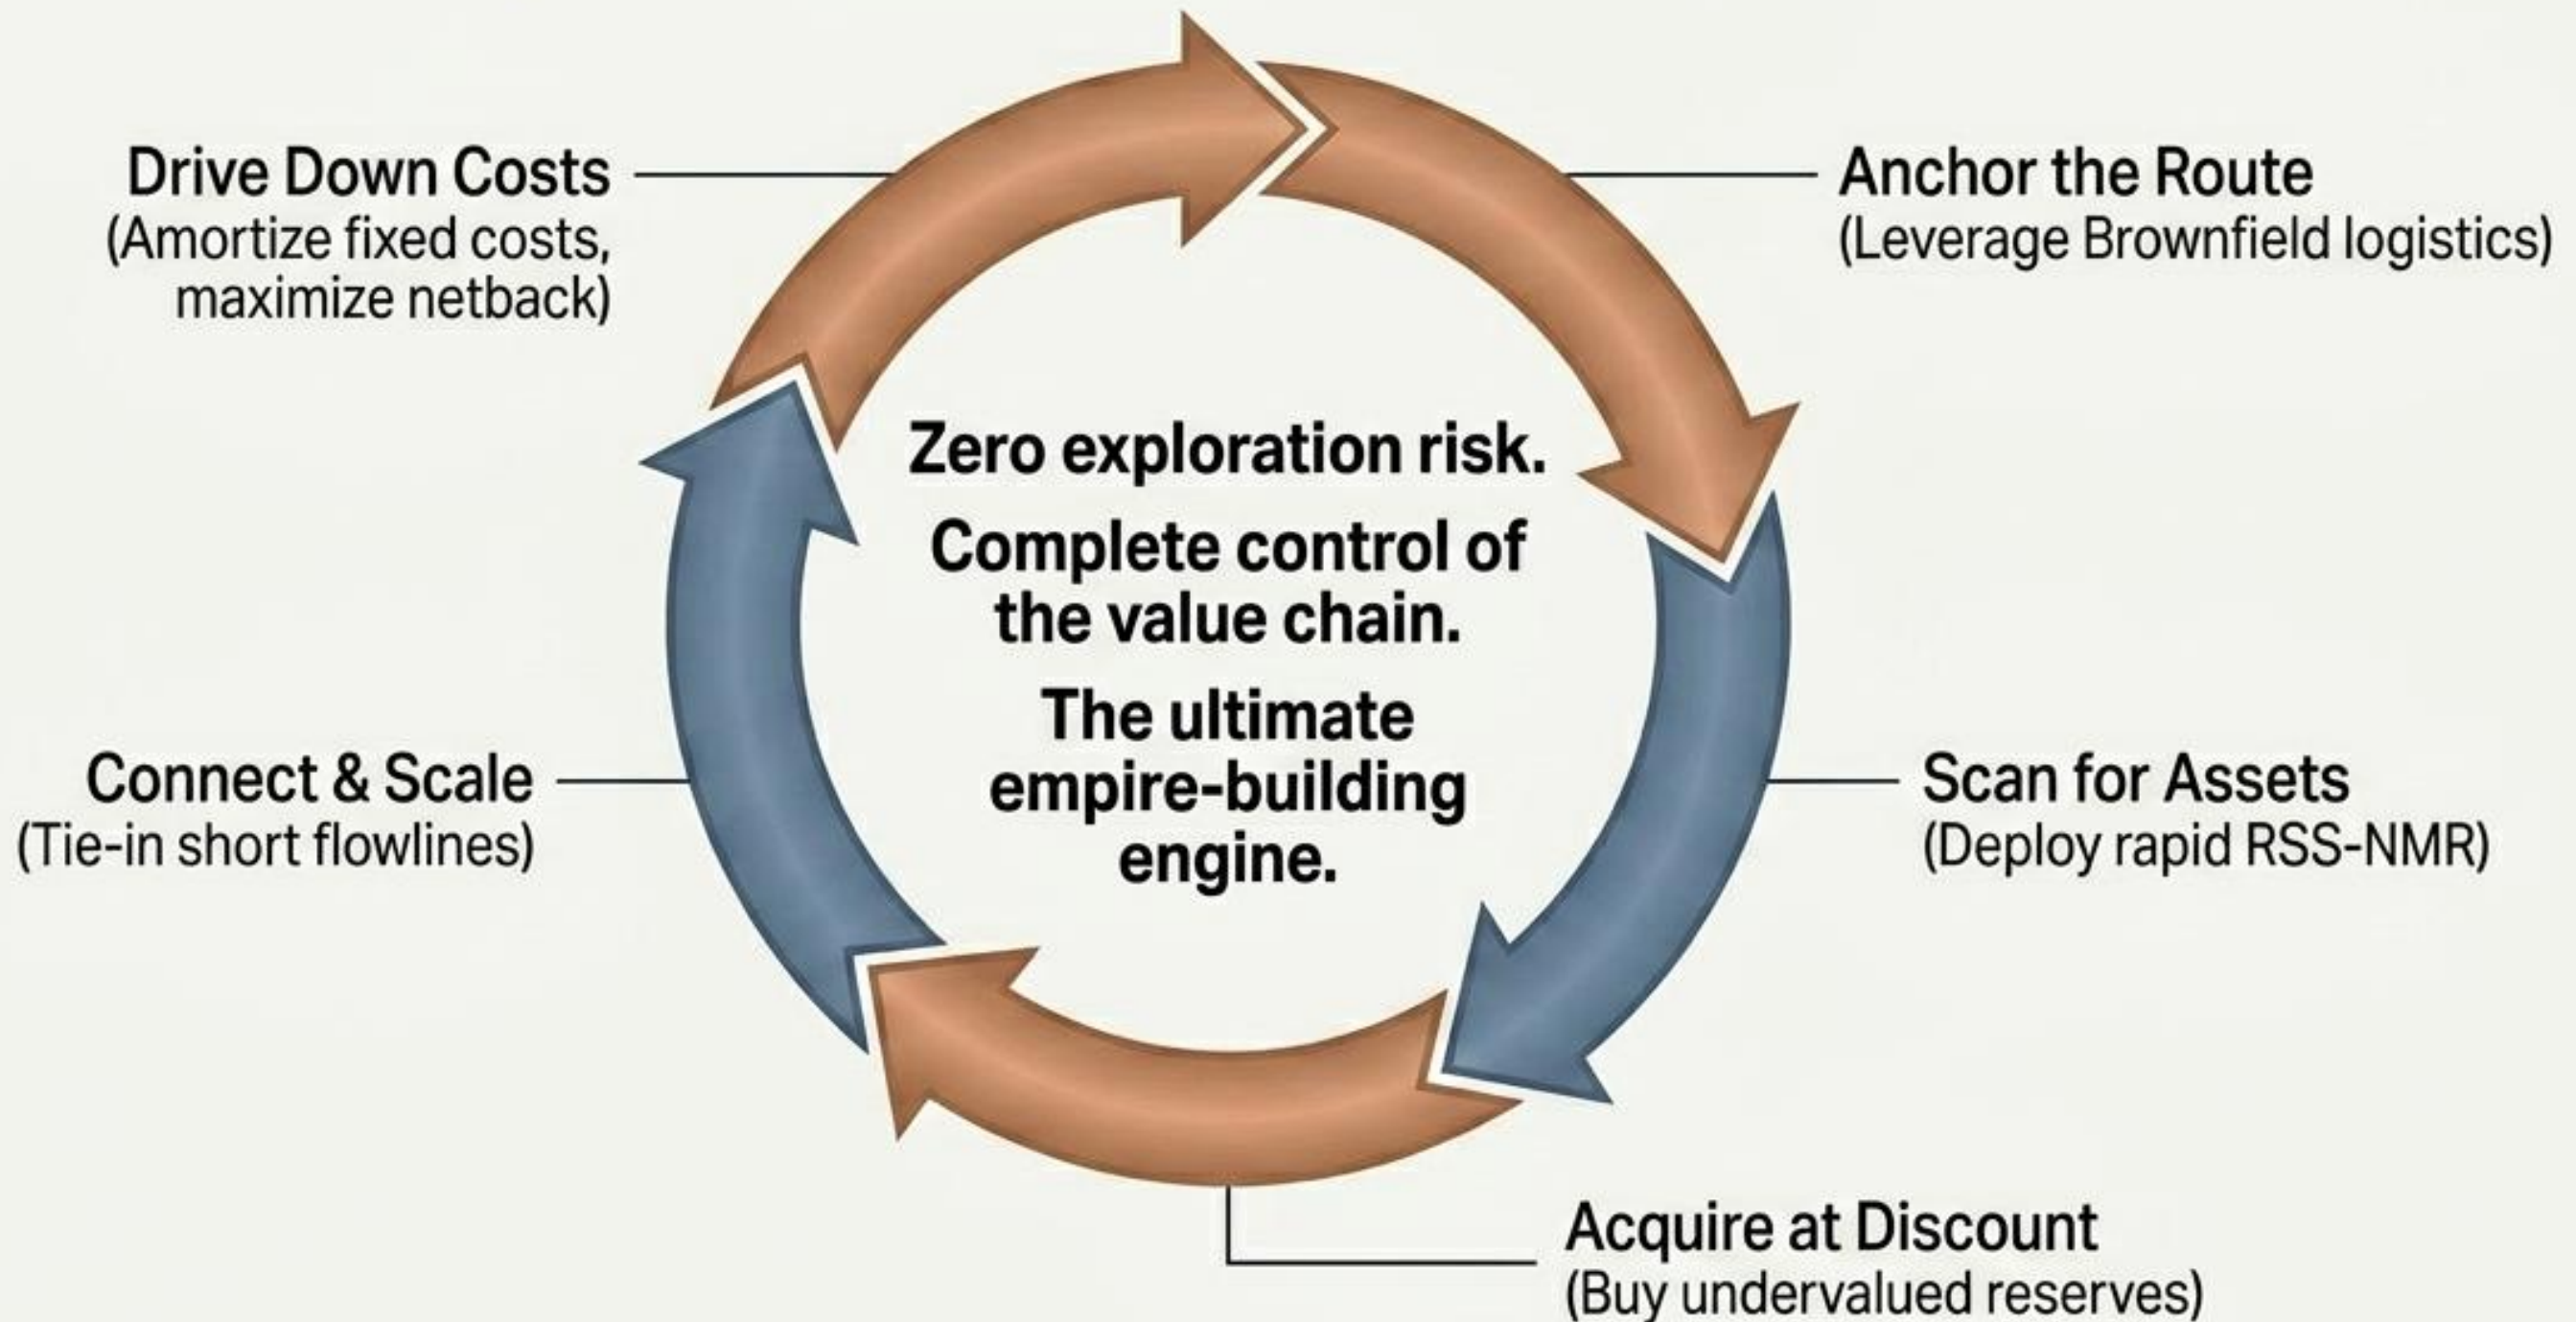 Drive Down Costs
(Amortize fixed costs,
maximize netback)
Anchor the Route
(Leverage Brownfield logistics)
Zero exploration risk.
Complete control of
the value chain.
The ultimate
empire-building
engine.
Connect & Scale
(Tie-in short flowlines)
Scan for Assets
(Deploy rapid RSS-NMR)
Acquire at Discount
(Buy undervalued reserves)